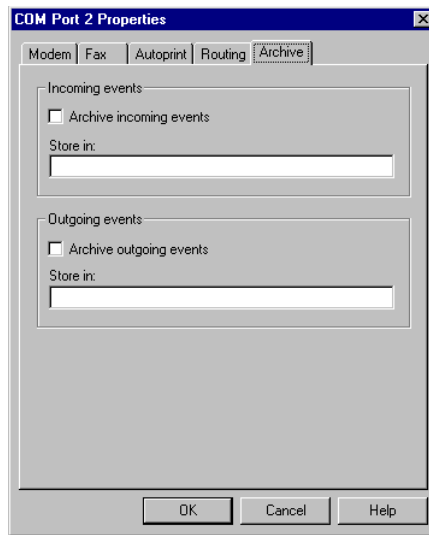 COM Port 2 Properties
Modem Fax Autoprint Routing Archive
Incoming events
Archive incoming events
Store in:
Outgoing events
Archive outgoing events
Store in:
OK Cancel Help